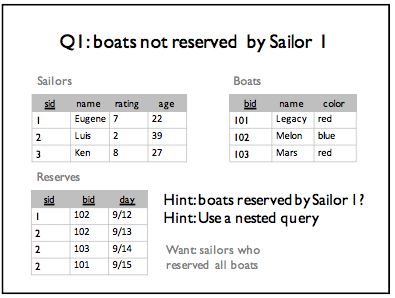 Q1: boats not reserved by Sailor 1
Sailors
sid name rating age
1 Eugene 7 22
2 Luis 2 39
3 Ken 8 27
Boats
bid name color
101 Legacy red
102 Melon blue
103 Mars red
Reserves
sid bid day
1 102 9/12
2 102 9/13
2 103 9/14
2 101 9/15
Hint: boats reserved by Sailor 1?
Hint: Use a nested query
Want: sailors who
reserved all boats